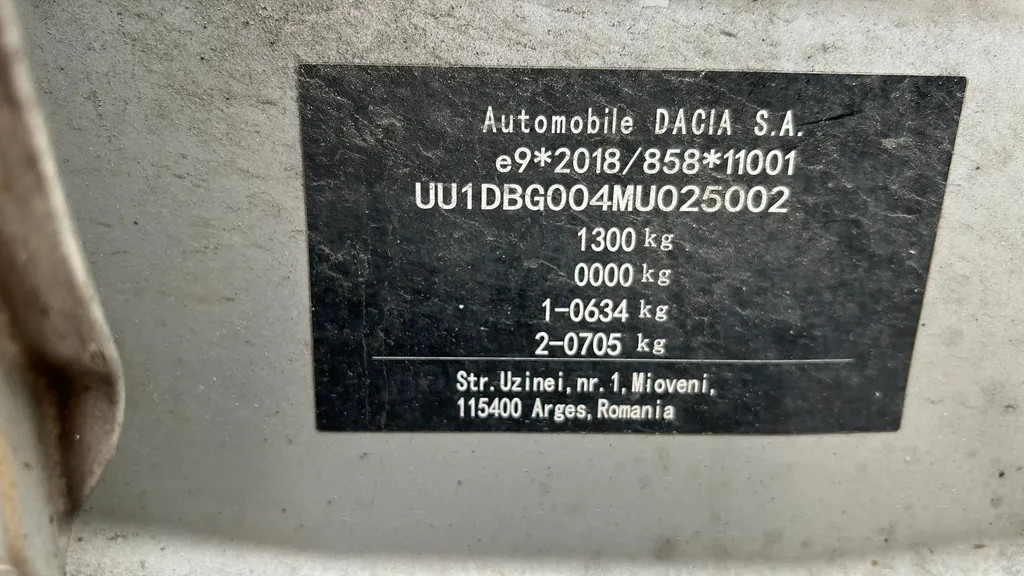 Automobile DACIA S.A.
e9*2018/858*11001
UU1DBG004MU025002
1300 kg
0000 kg
1-0634 kg
2-0705 kg
Str. Uzinei, nr. 1, Mioveni,
115400 Arges, Romania